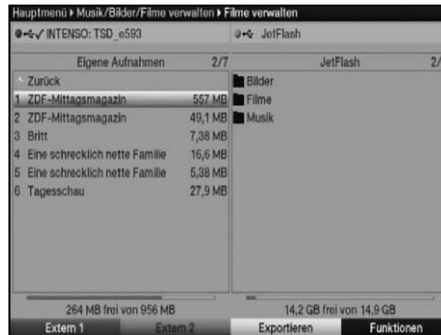 Hauptmenü ▸ Musik/Bilder/Filme verwalten ▸ Filme verwalten
INTENSO: TSD_e593
JetFlash
Eigene Aufnahmen 2/7
JetFlash 2/
Zurück
1 ZDF-Mittagsmagazin 557 MB
2 ZDF-Mittagsmagazin 49,1 MB
3 Britt 7,38 MB
4 Eine schrecklich nette Familie 16,6 MB
5 Eine schrecklich nette Familie 5,38 MB
6 Tagesschau 27,9 MB
Bilder
Filme
Musik
264 MB frei von 956 MB
14,2 GB frei von 14,9 GB
Extern 1
Extern 2
Exportieren
Funktionen